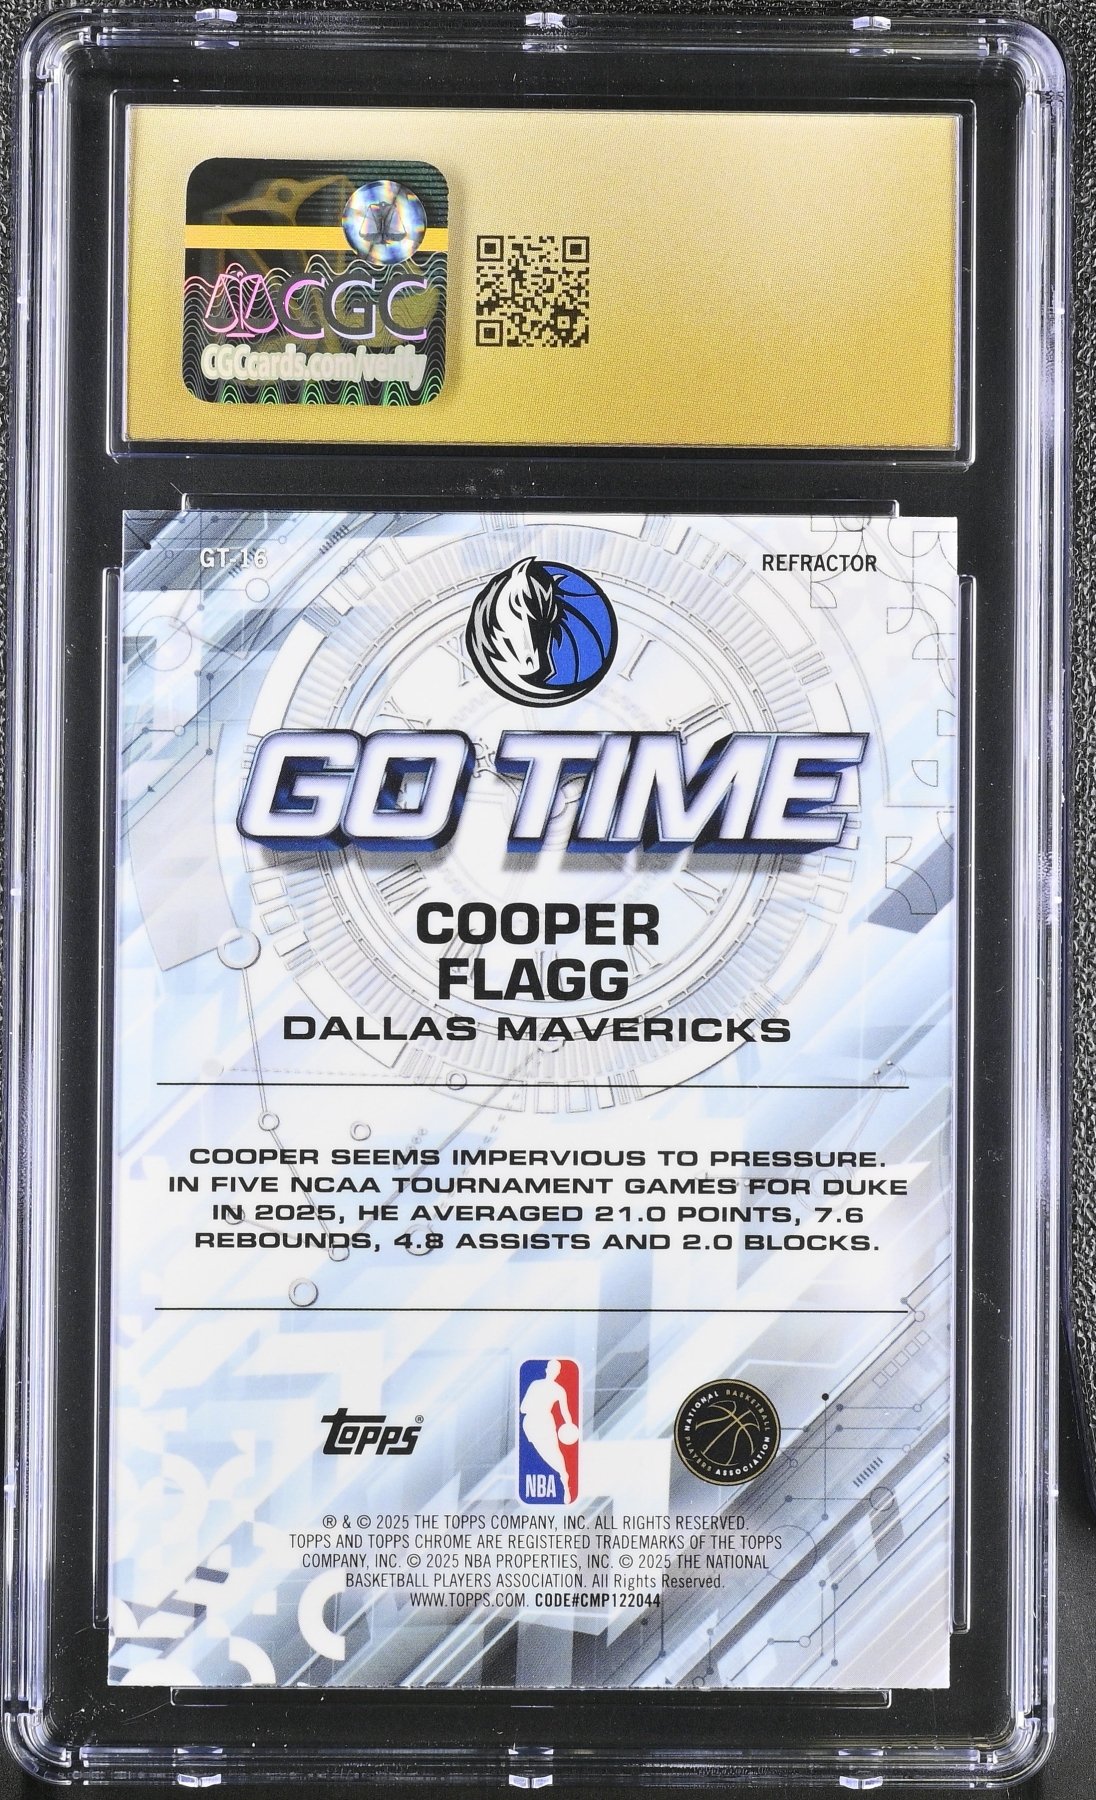 CGC
CGCcards.com/verify
GT-16
REFRACTOR
GO TIME
COOPER
FLAGG
DALLAS MAVERICKS
COOPER SEEMS IMPERVIOUS TO PRESSURE.
IN FIVE NCAA TOURNAMENT GAMES FOR DUKE
IN 2025, HE AVERAGED 21.0 POINTS, 7.6
REBOUNDS, 4.8 ASSISTS AND 2.0 BLOCKS.
topps®
NBA
NATIONAL BASKETBALL
PLAYERS ASSOCIATION
® & © 2025 THE TOPPS COMPANY, INC. ALL RIGHTS RESERVED.
TOPPS AND TOPPS CHROME ARE REGISTERED TRADEMARKS OF THE TOPPS
COMPANY, INC. © 2025 NBA PROPERTIES, INC. © 2025 THE NATIONAL
BASKETBALL PLAYERS ASSOCIATION. All Rights Reserved.
WWW.TOPPS.COM. CODE#CMP122044